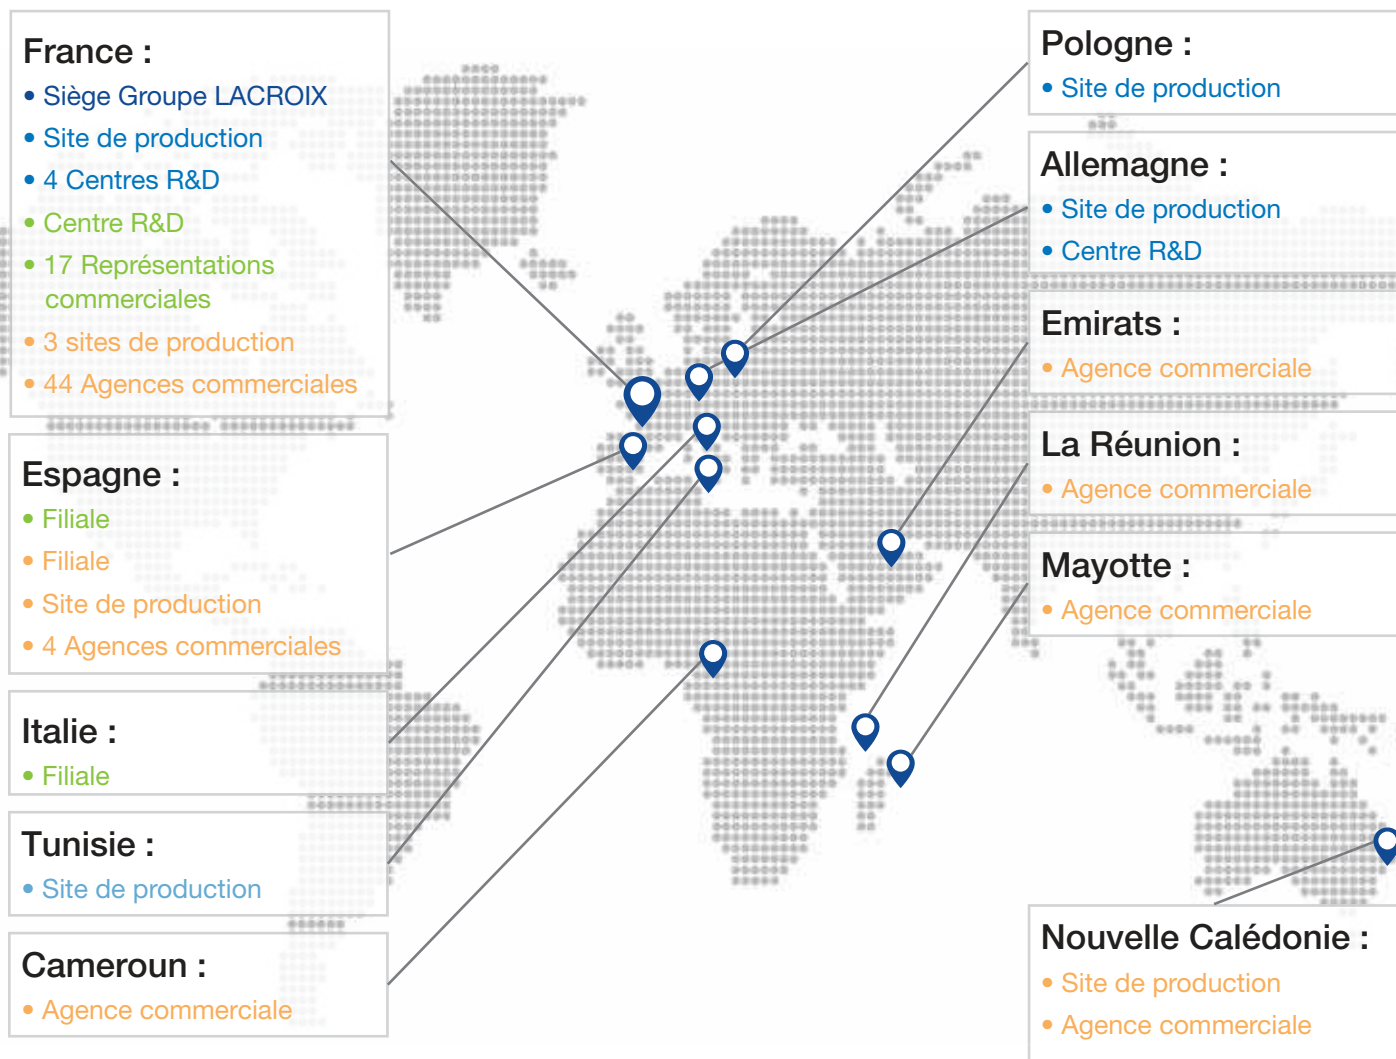 France :
• Siège Groupe LACROIX
• Site de production
• 4 Centres R&D
• Centre R&D
• 17 Représentations
commerciales
• 3 sites de production
• 44 Agences commerciales
Espagne :
• Filiale
• Filiale
• Site de production
• 4 Agences commerciales
Italie :
• Filiale
Tunisie :
• Site de production
Cameroun :
• Agence commerciale
Pologne :
• Site de production
Allemagne :
• Site de production
• Centre R&D
Emirats :
• Agence commerciale
La Réunion :
• Agence commerciale
Mayotte :
• Agence commerciale
Nouvelle Calédonie :
• Site de production
• Agence commerciale